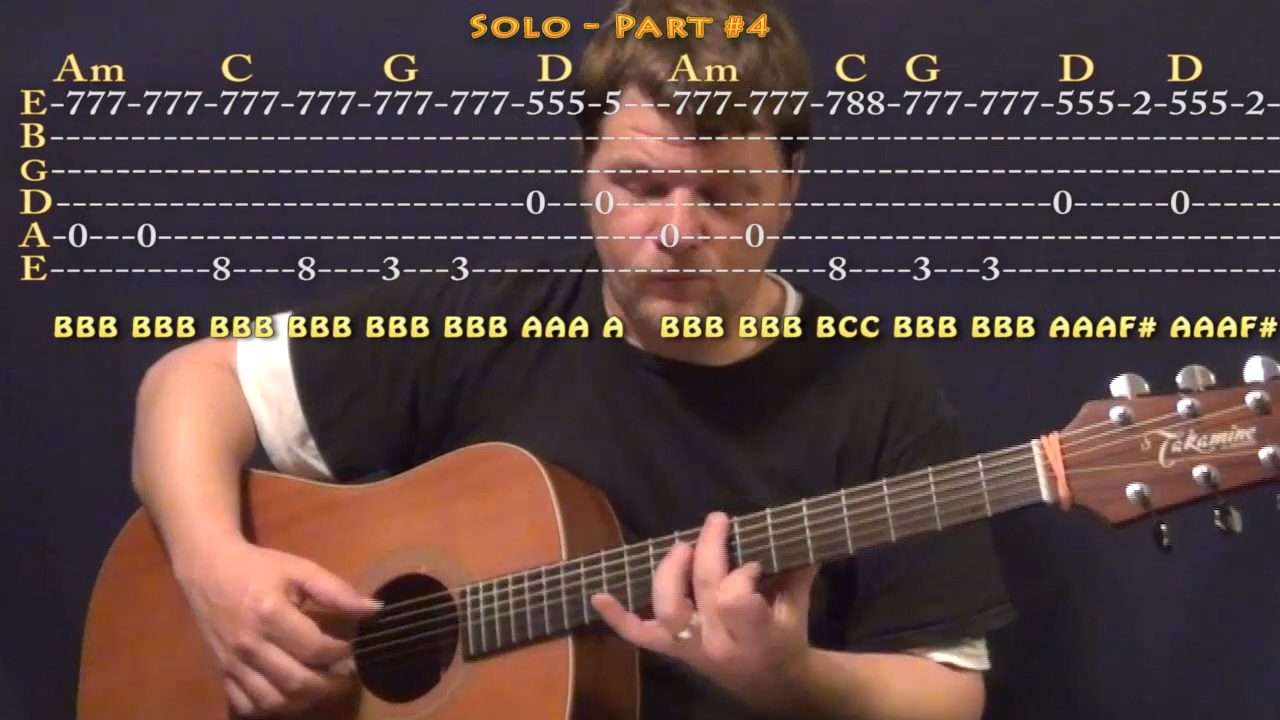 Solo - Part #4
Am C G D Am C G D D
E-777-777-777-777-777-777-555-5---777-777-788-777-777-555-2-555-2-
B------------------------------------------------------------------
G------------------------------------------------------------------
D-----------------------------0---0---------------------------0-----0-----
A-0---0---------------------------0---0---------------------------
E----------8----8----3---3---------------------8----3---3-----------------
BBB BBB BBB BBB BBB BBB AAA A BBB BBB BCC BBB BBB AAAF# AAAF#
Takamine